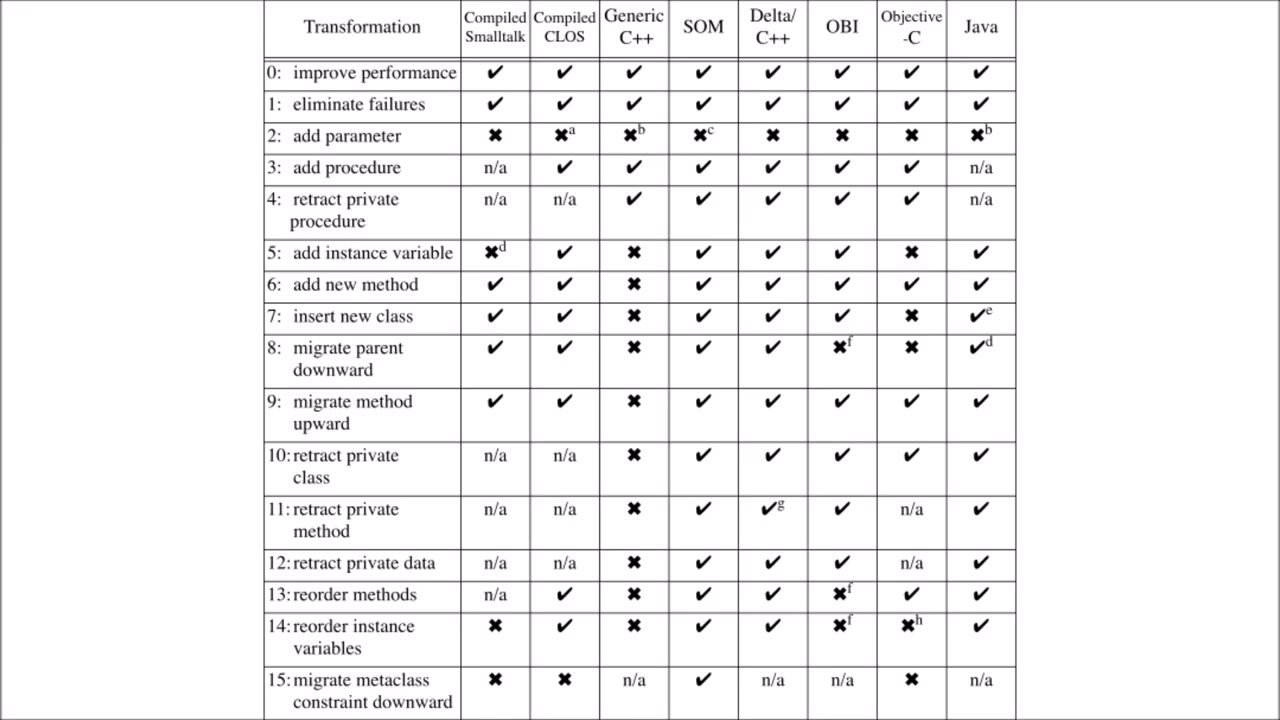 Transformation Compiled Smalltalk Compiled CLOS Generic C++ SOM Delta/ C++ OBI Objective -C Java
0: improve performance ✔ ✔ ✔ ✔ ✔ ✔ ✔ ✔
1: eliminate failures ✔ ✔ ✔ ✔ ✔ ✔ ✔ ✔
2: add parameter ✖ ✖a ✖b ✖c ✖ ✖ ✖ ✖b
3: add procedure n/a ✔ ✔ ✔ ✔ ✔ ✔ n/a
4: retract private n/a n/a ✔ ✔ ✔ ✔ ✔ n/a
procedure
5: add instance variable ✖d ✔ ✖ ✔ ✔ ✔ ✖ ✔
6: add new method ✔ ✔ ✖ ✔ ✔ ✔ ✔ ✔
7: insert new class ✔ ✔ ✖ ✔ ✔ ✔ ✖ ✔e
8: migrate parent ✔ ✔ ✖ ✔ ✔ ✖f ✖ ✔d
downward
9: migrate method ✔ ✔ ✖ ✔ ✔ ✔ ✔ ✔
upward
10: retract private n/a n/a ✖ ✔ ✔ ✔ ✔ ✔
class
11: retract private n/a n/a ✖ ✔ ✔g ✔ n/a ✔
method
12: retract private data n/a n/a ✖ ✔ ✔ ✔ n/a ✔
13: reorder methods n/a ✔ ✖ ✔ ✔ ✖f ✔ ✔
14: reorder instance ✖ ✔ ✖ ✔ ✔ ✖f ✖h ✔
variables
15: migrate metaclass ✖ ✖ n/a ✔ n/a n/a ✖ n/a
constraint downward